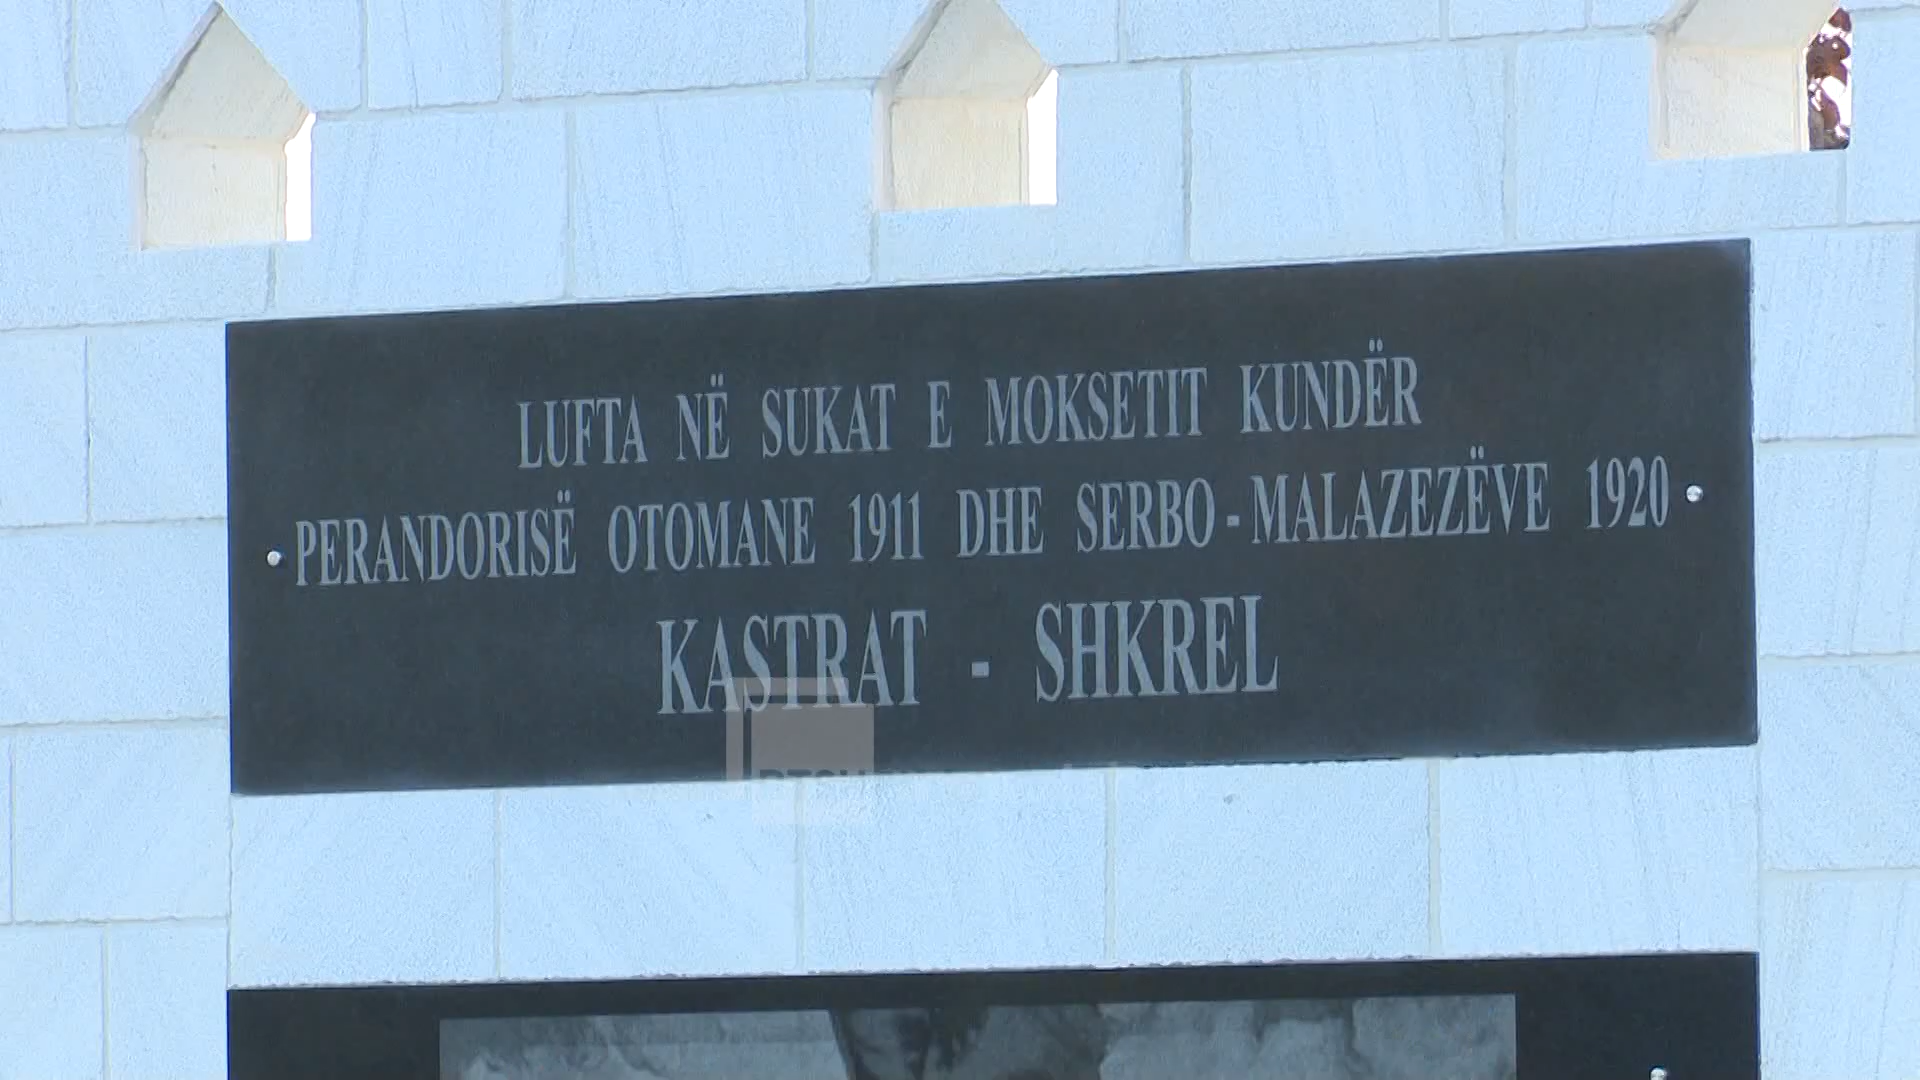 LUFTA NË SUKAT E MOKSETIT KUNDËR
PERANDORISË OTOMANE 1911 DHE SERBO - MALAZEZËVE 1920
KASTRAT - SHKREL